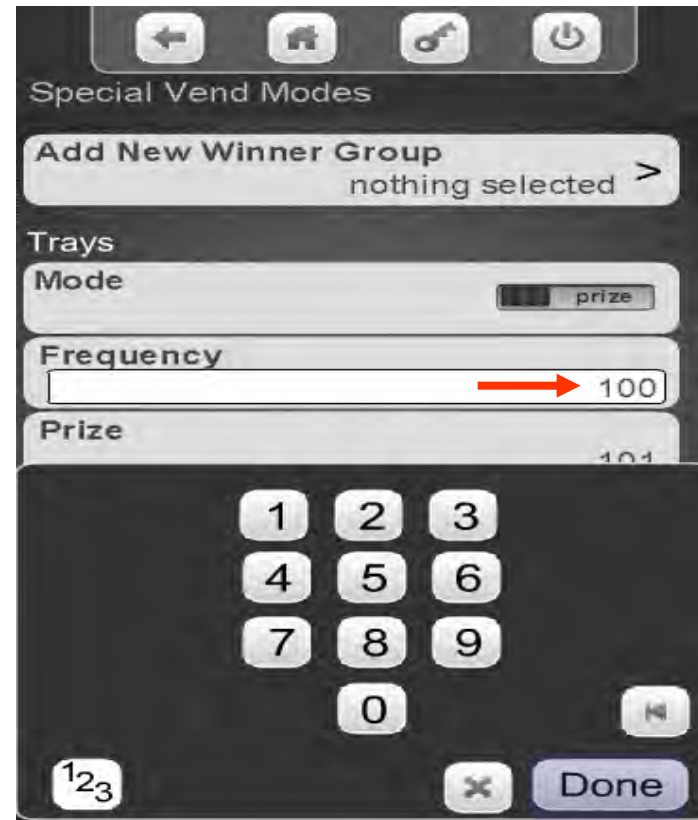 Special Vend Modes
Add New Winner Group
nothing selected >
Trays
Mode
prize
Frequency
100
Prize
101
1 2 3
4 5 6
7 8 9
0
123
Done